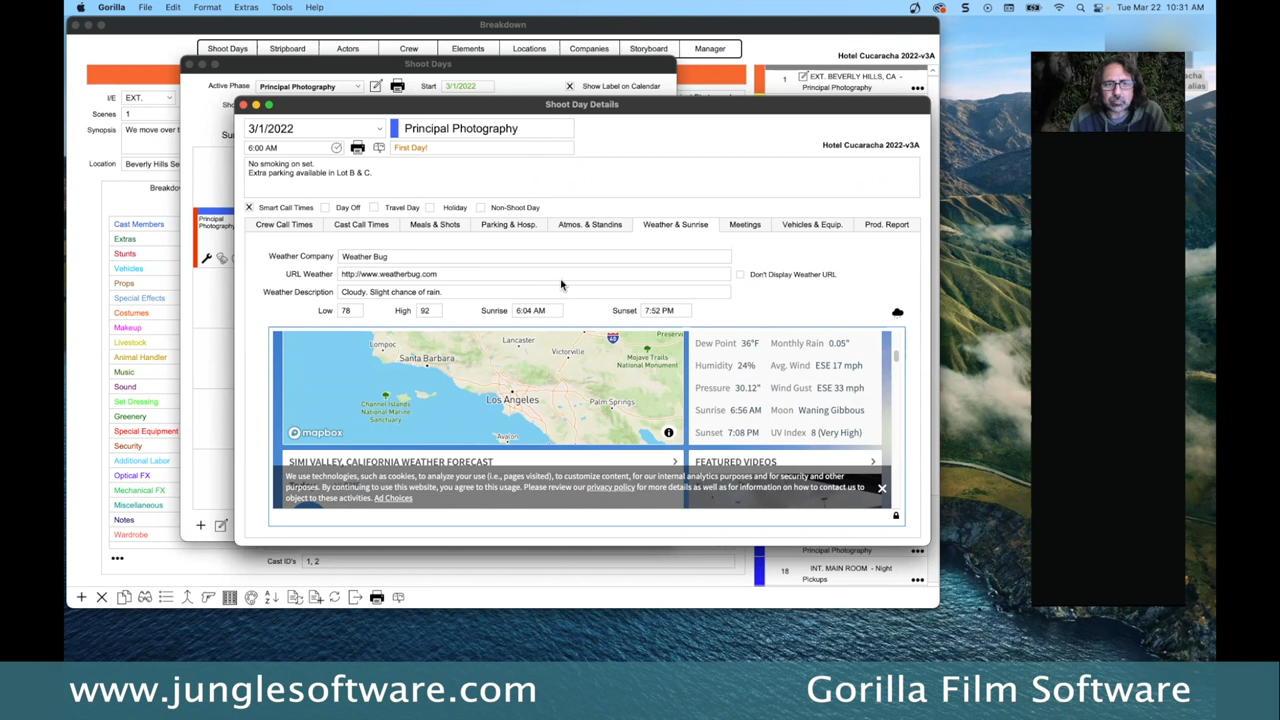 Gorilla File Edit Format Extras Tools Help
Tue Mar 22 10:31 AM
Breakdown
Shoot Days Stripboard Actors Crew Elements Locations Companies Storyboard Manager
Hotel Cucaracha 2022-v3A
Shoot Days
Active Phase Principal Photography Start 3/1/2022 Show Label on Calendar
1 EXT. BEVERLY HILLS, CA -
Principal Photography
I/E EXT.
Scenes 1
Synopsis We move over t
Location Beverly Hills Se
Breakdow
Cast Members
Extras
Stunts
Vehicles
Props
Special Effects
Costumes
Makeup
Livestock
Animal Handler
Music
Sound
Set Dressing
Greenery
Special Equipment
Security
Additional Labor
Optical FX
Mechanical FX
Miscellaneous
Notes
Wardrobe
Principal
Photography
Shoot Day Details
3/1/2022 Principal Photography
6:00 AM First Day!
Hotel Cucaracha 2022-v3A
No smoking on set.
Extra parking available in Lot B & C.
Smart Call Times Day Off Travel Day Holiday Non-Shoot Day
Crew Call Times Cast Call Times Meals & Shots Parking & Hosp. Atmos. & Standins Weather & Sunrise Meetings Vehicles & Equip. Prod. Report
Weather Company Weather Bug
URL Weather http://www.weatherbug.com Don't Display Weather URL
Weather Description Cloudy. Slight chance of rain.
Low 78 High 92 Sunrise 6:04 AM Sunset 7:52 PM
Lompoc
Santa Barbara
Lancaster
Victorville
40
Preserv
Mojave Trails
National Monument
Channel Islands
National Marine
Sanctuary
Los Angeles
Palm Springs
Avalon
mapbox
Dew Point 36°F Monthly Rain 0.05"
Humidity 24% Avg. Wind ESE 17 mph
Pressure 30.12" Wind Gust ESE 33 mph
Sunrise 6:56 AM Moon Waning Gibbous
Sunset 7:08 PM UV Index 8 (Very High)
SIMI VALLEY, CALIFORNIA WEATHER FORECAST
FEATURED VIDEOS
We use technologies, such as cookies, to analyze your use (i.e., pages visited), to customize content, for our internal analytics purposes and for security and other
purposes. By continuing to use this website, you agree to this usage. Please review our privacy policy for more details as well as for information on how to contact us to
object to these activities. Ad Choices
Cast ID's 1, 2
Principal Photography
18 INT. MAIN ROOM - Night
Pickups
acha
alias
www.junglesoftware.com
Gorilla Film Software